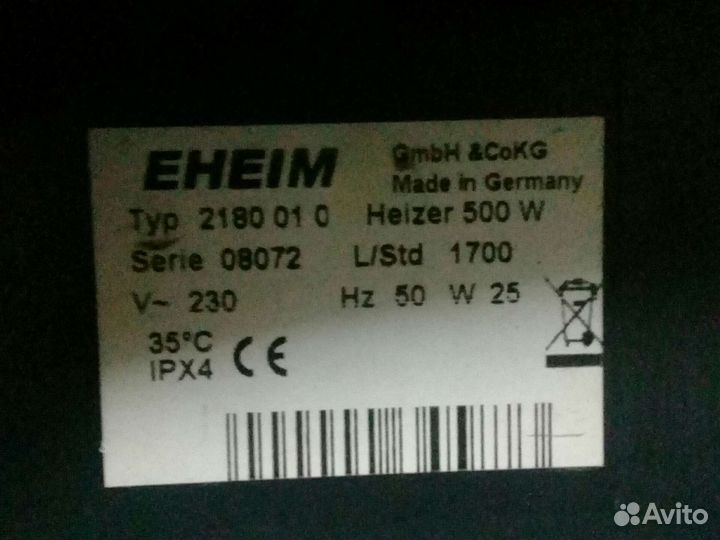 EHEIM GmbH &CoKG
Made in Germany
Typ 2180 01 0 Heizer 500 W
Serie 08072 L/Std 1700
V~ 230 Hz 50 W 25
35°C
IPX4 CE
Avito